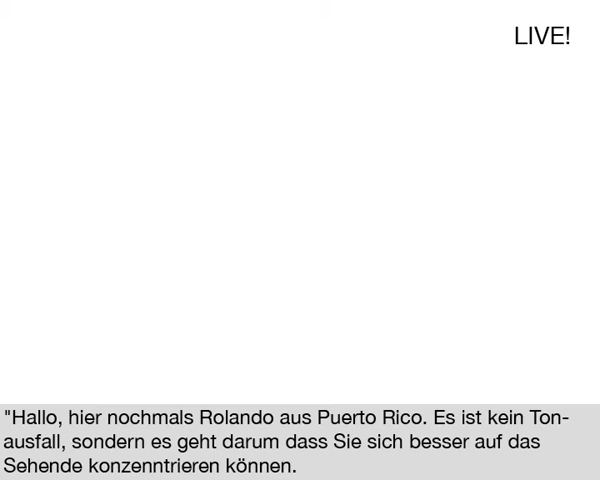 LIVE!
"Hallo, hier nochmals Rolando aus Puerto Rico. Es ist kein Ton-
ausfall, sondern es geht darum dass Sie sich besser auf das
Sehende konzenntrieren können.